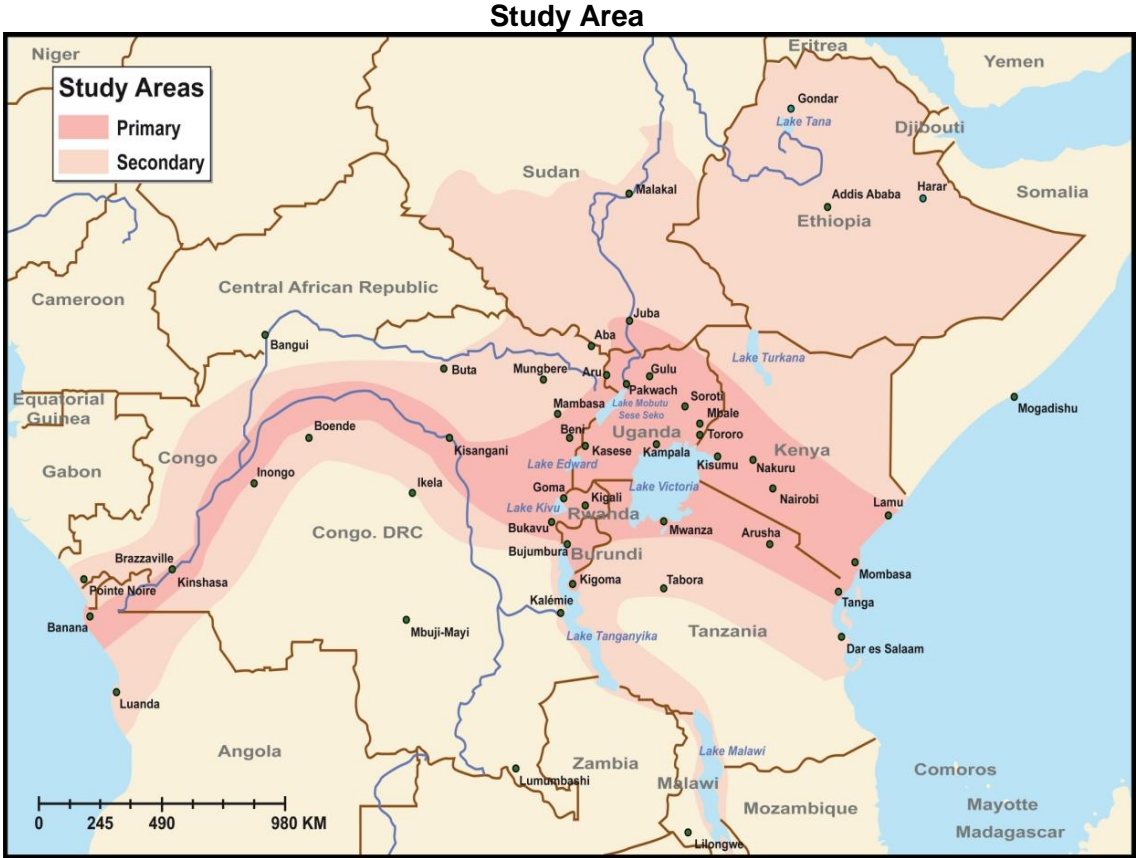 Study Area
Niger
Eritrea
Yemen
Study Areas
Primary
Secondary
Gondar
Lake Tana
Djibouti
Sudan
Malakal
Addis Ababa
Harar
Ethiopia
Somalia
Cameroon
Central African Republic
Bangui
Juba
Aba
Lake Turkana
Buta
Mungbere
Aru
Gulu
Pakwach
Equatorial
Guinea
Mambasa
Lake Mobutu
Sese Seko
Soroti
Mbale
Mogadishu
Boende
Congo
Kisangani
Beni
Uganda
Tororo
Kasese
Kampala
Kenya
Gabon
Inongo
Lake Edward
Kisumu
Nakuru
Ikela
Goma
Kigali
Lake Victoria
Nairobi
Lamu
Lake Kivu
Rwanda
Congo. DRC
Bukavu
Mwanza
Arusha
Brazzaville
Bujumbura
Burundi
Mombasa
Kinshasa
Pointe Noire
Kigoma
Tabora
Tanga
Banana
Kalémie
Mbuji-Mayi
Lake Tanganyika
Tanzania
Dar es Salaam
Luanda
Angola
Lake Malawi
Zambia
Lumumbashi
Malawi
Comoros
Mozambique
Mayotte
Madagascar
0 245 490 980 KM
Lilongwe